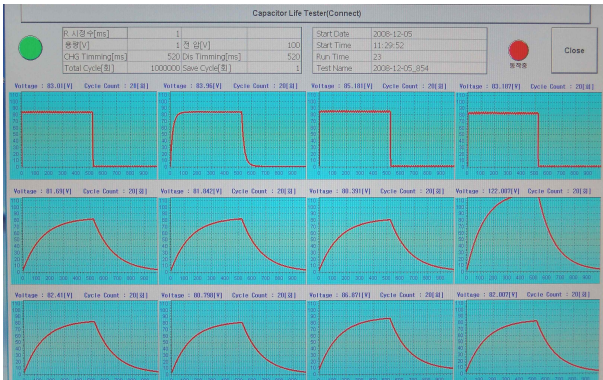 Capacitor Life Tester(Connect)
R 시정수[ms] 1
용량[V] 1 전 압[V] 100
CHG Timming[ms] 520 Dis Timming[ms] 520
Total Cycle[회] 1000000 Save Cycle[회] 1
Start Date 2008-12-05
Start Time 11:29:52
Run Time 23
Test Name 2008-12-05_854
동작중
Close
Voltage : 83.01[V] Cycle Count : 20[회]
Voltage : 83.96[V] Cycle Count : 20[회]
Voltage : 85.181[V] Cycle Count : 20[회]
Voltage : 83.187[V] Cycle Count : 20[회]
Voltage : 81.69[V] Cycle Count : 20[회]
Voltage : 81.842[V] Cycle Count : 20[회]
Voltage : 80.391[V] Cycle Count : 20[회]
Voltage : 122.007[V] Cycle Count : 20[회]
Voltage : 82.41[V] Cycle Count : 20[회]
Voltage : 80.798[V] Cycle Count : 20[회]
Voltage : 86.871[V] Cycle Count : 20[회]
Voltage : 82.007[V] Cycle Count : 20[회]